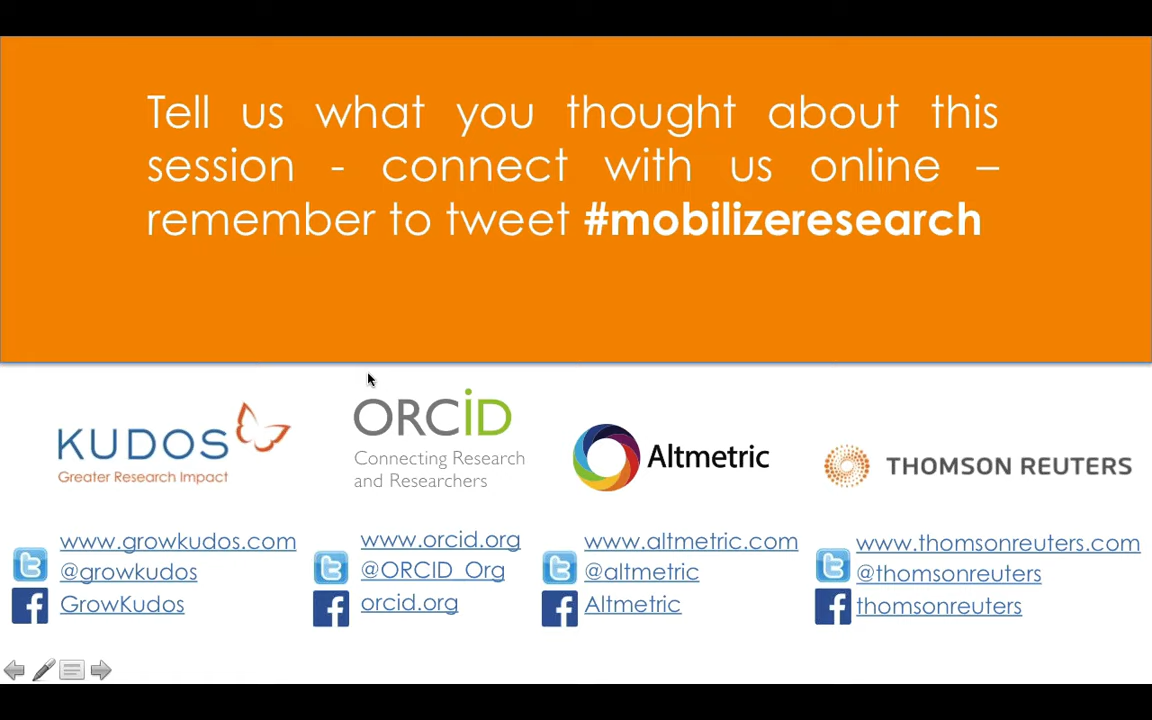 Tell us what you thought about this
session - connect with us online –
remember to tweet #mobilizeresearch
KUDOS
Greater Research Impact
www.growkudos.com
@growkudos
GrowKudos
ORCiD
Connecting Research
and Researchers
www.orcid.org
@ORCID_Org
orcid.org
Altmetric
www.altmetric.com
@altmetric
Altmetric
THOMSON REUTERS
www.thomsonreuters.com
@thomsonreuters
thomsonreuters